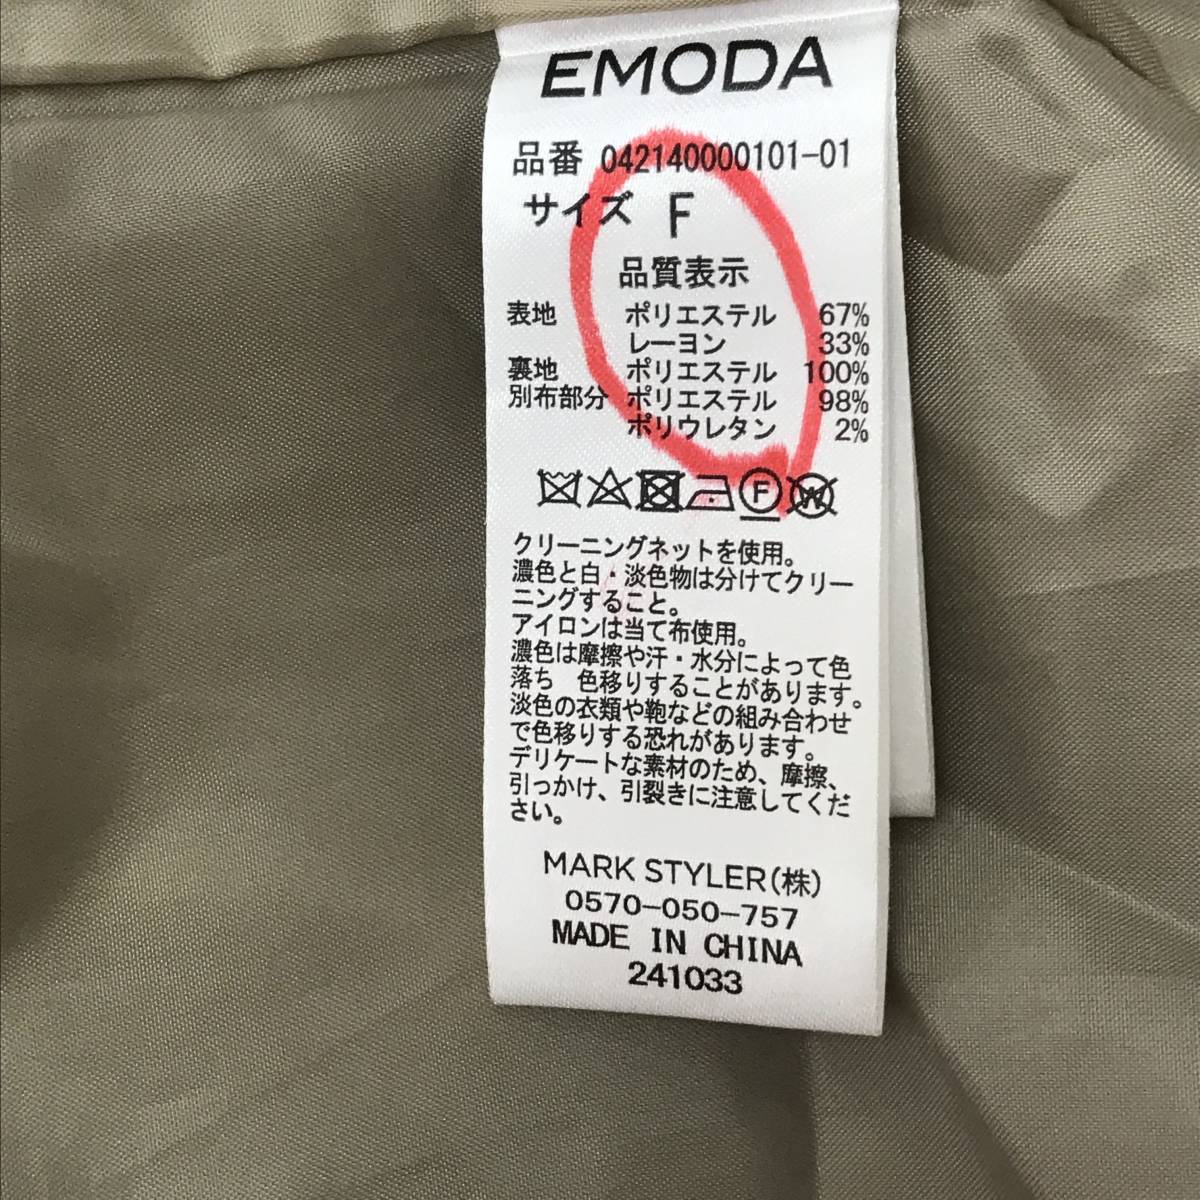 EMODA
品番 042140000101-01
サイズ F
品質表示
表地 ポリエステル 67%
レーヨン 33%
裏地 ポリエステル 100%
別布部分 ポリエステル 98%
ポリウレタン 2%
F W
クリーニングネットを使用。
濃色と白・淡色物は分けてクリー
ニングすること。
アイロンは当て布使用。
濃色は摩擦や汗・水分によって色
落ち 色移りすることがあります。
淡色の衣類や鞄などの組み合わせ
で色移りする恐れがあります。
デリケートな素材のため、摩擦、
引っかけ、引裂きに注意してくだ
さい。
MARK STYLER(株)
0570-050-757
MADE IN CHINA
241033